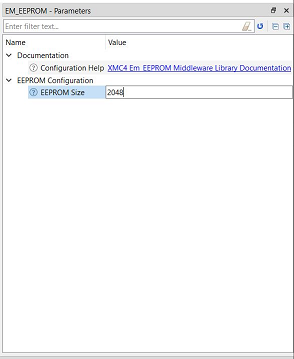 EM_EEPROM - Parameters
Enter filter text...
Name Value
Documentation
Configuration Help XMC4 Em_EEPROM Middleware Library Documentation
EEPROM Configuration
EEPROM Size 2048